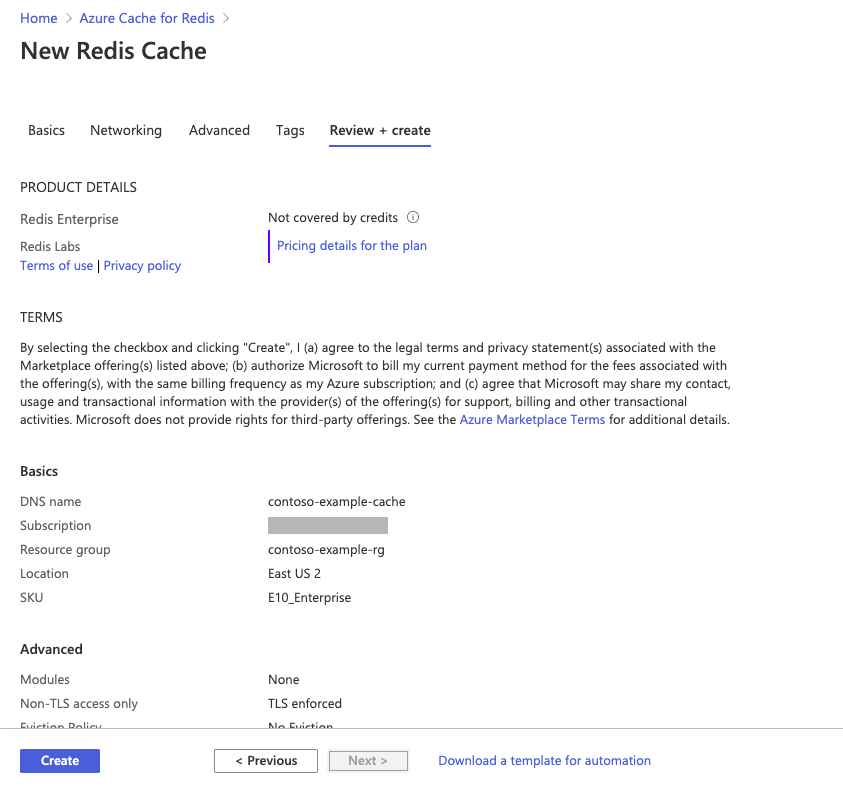 Home > Azure Cache for Redis >
New Redis Cache
Basics Networking Advanced Tags Review + create
PRODUCT DETAILS
Redis Enterprise Not covered by credits
Redis Labs Pricing details for the plan
Terms of use | Privacy policy
TERMS
By selecting the checkbox and clicking "Create", I (a) agree to the legal terms and privacy statement(s) associated with the
Marketplace offering(s) listed above; (b) authorize Microsoft to bill my current payment method for the fees associated with
the offering(s), with the same billing frequency as my Azure subscription; and (c) agree that Microsoft may share my contact,
usage and transactional information with the provider(s) of the offering(s) for support, billing and other transactional
activities. Microsoft does not provide rights for third-party offerings. See the Azure Marketplace Terms for additional details.
Basics
DNS name contoso-example-cache
Subscription
Resource group contoso-example-rg
Location East US 2
SKU E10_Enterprise
Advanced
Modules None
Non-TLS access only TLS enforced
Eviction Policy No Eviction
Create < Previous Next > Download a template for automation